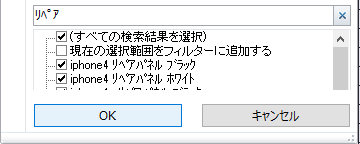 ﾘﾍﾟｱ
(すべての検索結果を選択)
現在の選択範囲をフィルターに追加する
iphone4 ﾘﾍﾟｱﾊﾟﾈﾙ ﾌﾞﾗｯｸ
iphone4 ﾘﾍﾟｱﾊﾟﾈﾙ ﾎﾜｲﾄ
OK
キャンセル